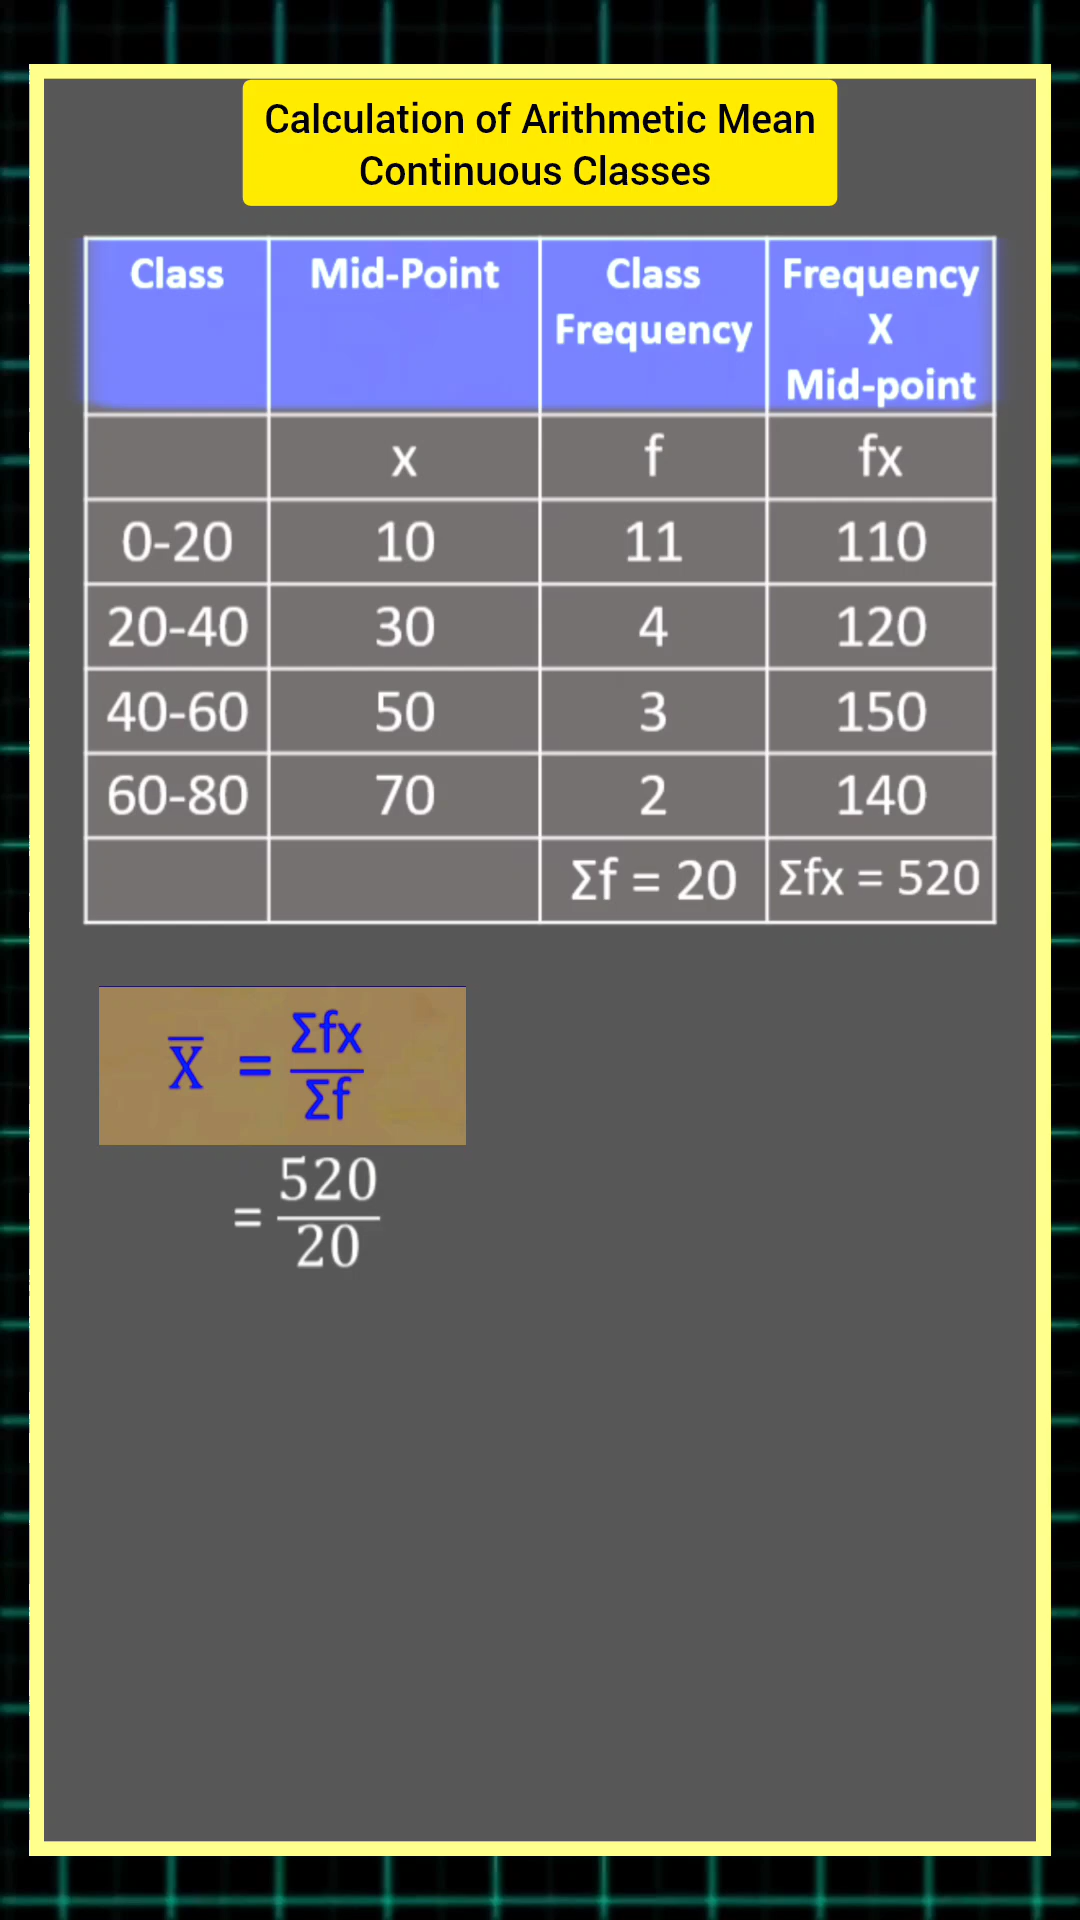 Calculation of Arithmetic Mean
Continuous Classes
Class Mid-Point Class Frequency Frequency X Mid-point
x f fx
0-20 10 11 110
20-40 30 4 120
40-60 50 3 150
60-80 70 2 140
Σf = 20 Σfx = 520
X̅ = Σfx / Σf
= 520 / 20